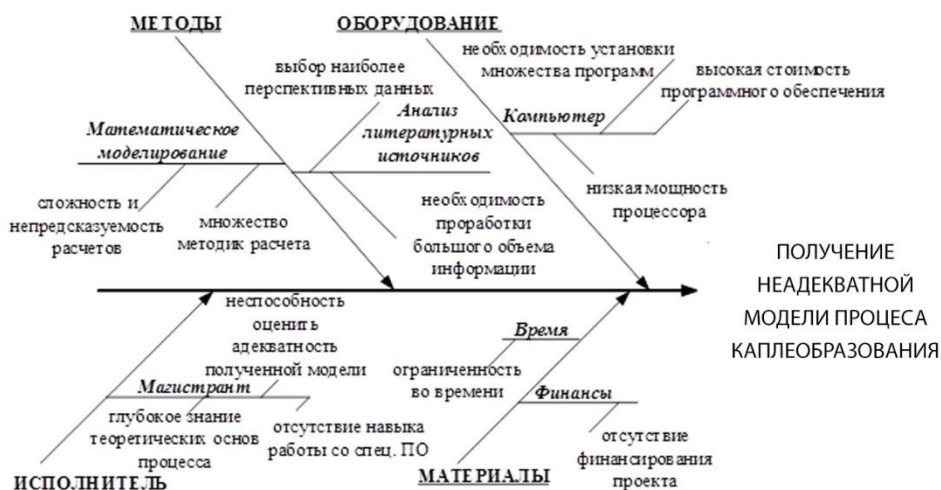 МЕТОДЫ
ОБОРУДОВАНИЕ
выбор наиболее
перспективных данных
необходимость установки
множества программ
высокая стоимость
программного обеспечения
Математическое
моделирование
Анализ
литературных
источников
Компьютер
сложность и
непредсказуемость
расчетов
множество
методик расчета
необходимость
проработки
большого объема
информации
низкая мощность
процессора
ПОЛУЧЕНИЕ
НЕАДЕКВАТНОЙ
МОДЕЛИ ПРОЦЕСА
КАПЛЕОБРАЗОВАНИЯ
неспособность
оценить
адекватность
полученной модели
Магистрант
глубокое знание
теоретических основ
процесса
отсутствие навыка
работы со спец. ПО
Время
ограниченность
во времени
Финансы
отсутствие
финансирования
проекта
ИСПОЛНИТЕЛЬ
МАТЕРИАЛЫ